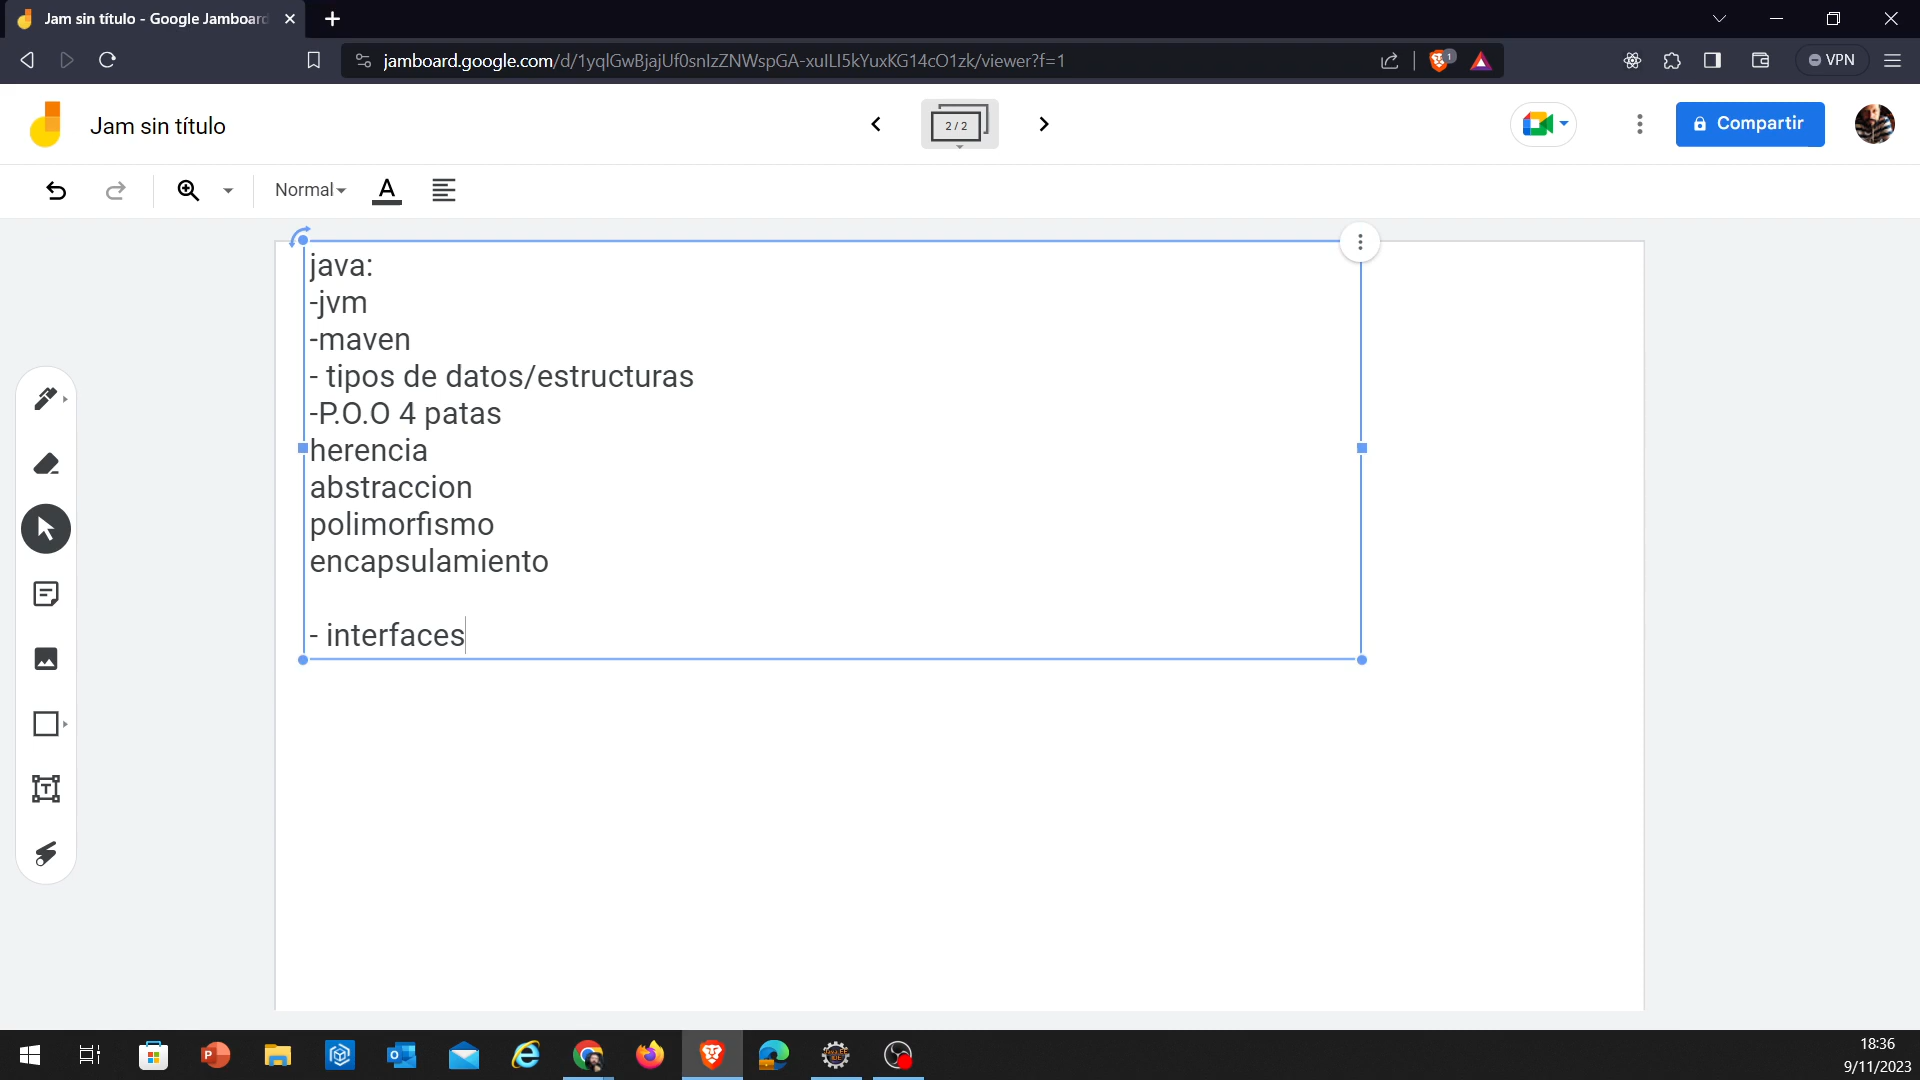 Jam sin título - Google Jamboard
jamboard.google.com/d/1yqlGwBjajUf0snIzZNWspGA-xulLI5kYuxKG14cO1zk/viewer?f=1
1
VPN
Jam sin título
2 / 2
Compartir
Normal
A
java:
-jvm
-maven
- tipos de datos/estructuras
-P.O.O 4 patas
herencia
abstraccion
polimorfismo
encapsulamiento
- interfaces
18:36
9/11/2023